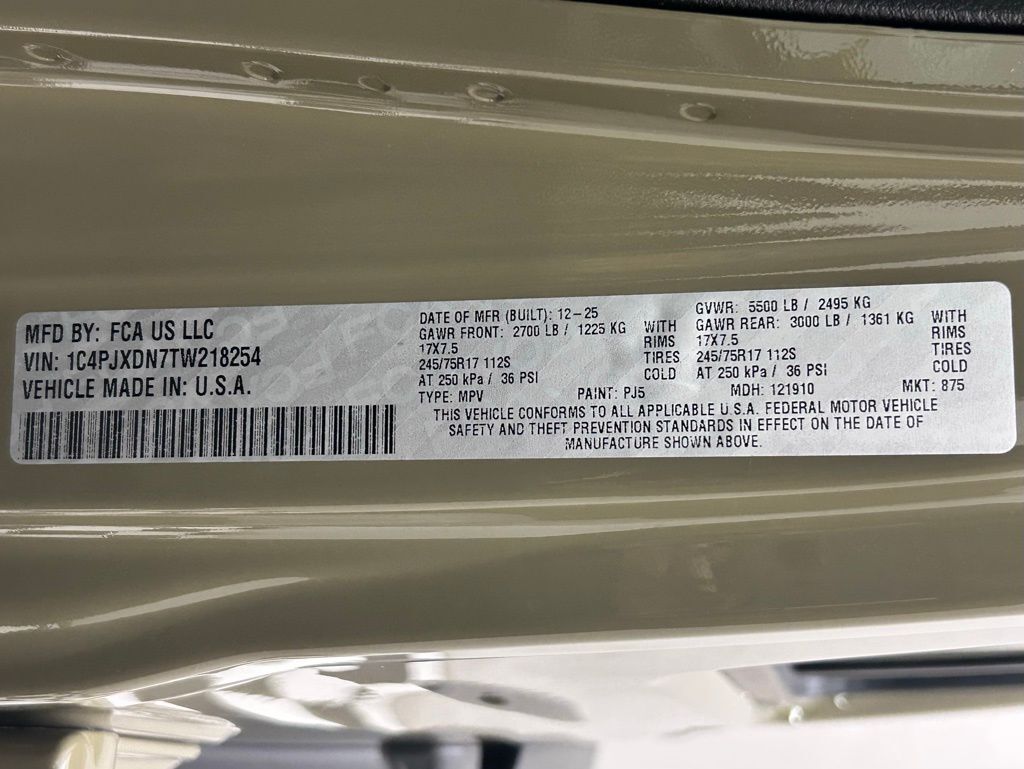 MFD BY: FCA US LLC
VIN: 1C4PJXDN7TW218254
VEHICLE MADE IN: U.S.A.
DATE OF MFR (BUILT): 12-25
GAWR FRONT: 2700 LB / 1225 KG WITH
17X7.5 RIMS
245/75R17 112S TIRES
AT 250 kPa / 36 PSI COLD
GVWR: 5500 LB / 2495 KG
GAWR REAR: 3000 LB / 1361 KG WITH
17X7.5 RIMS
245/75R17 112S TIRES
AT 250 kPa / 36 PSI COLD
TYPE: MPV PAINT: PJ5 MDH: 121910 MKT: 875
THIS VEHICLE CONFORMS TO ALL APPLICABLE U.S.A. FEDERAL MOTOR VEHICLE
SAFETY AND THEFT PREVENTION STANDARDS IN EFFECT ON THE DATE OF
MANUFACTURE SHOWN ABOVE.